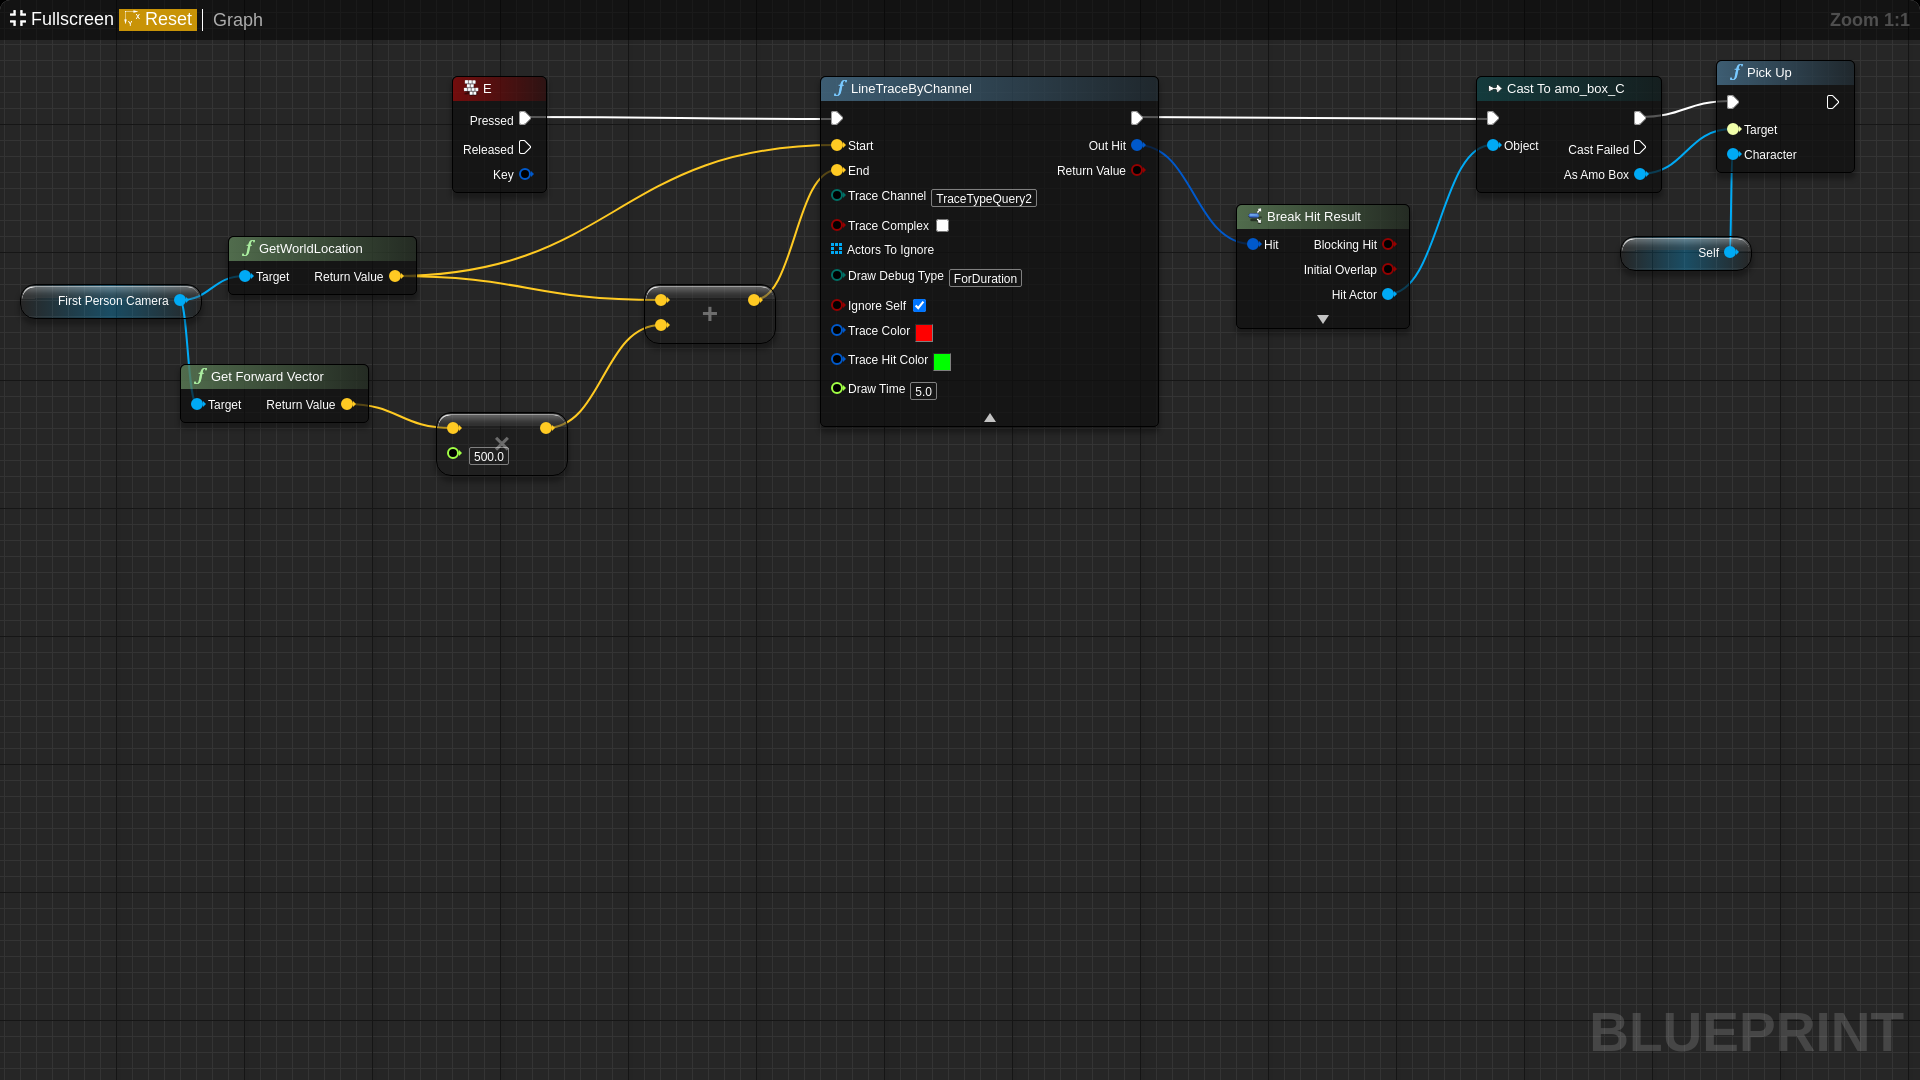 Fullscreen Reset Graph
Zoom 1:1
E
Pressed
Released
Key
GetWorldLocation
Target Return Value
First Person Camera
Get Forward Vector
Target Return Value
×
500.0
+
LineTraceByChannel
Start Out Hit
End Return Value
Trace Channel TraceTypeQuery2
Trace Complex
Actors To Ignore
Draw Debug Type ForDuration
Ignore Self
Trace Color
Trace Hit Color
Draw Time 5.0
Break Hit Result
Hit Blocking Hit
Initial Overlap
Hit Actor
Cast To amo_box_C
Object Cast Failed
As Amo Box
Pick Up
Target
Character
Self
BLUEPRINT